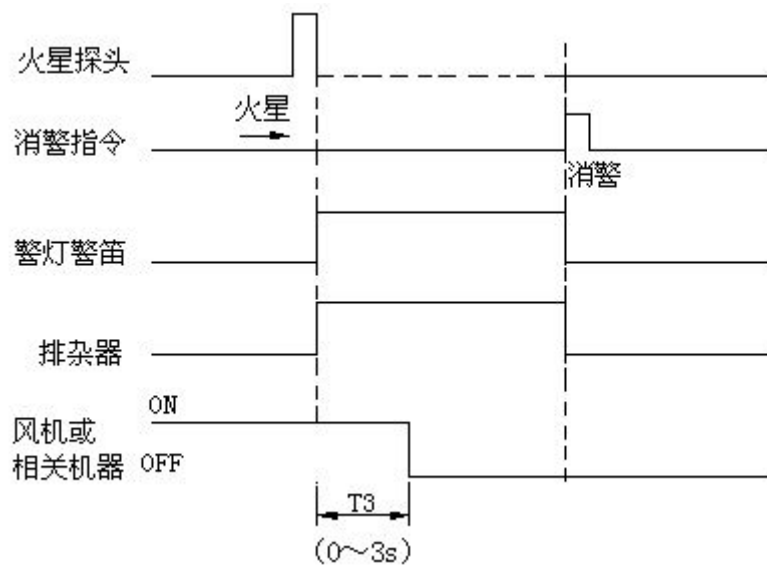 火星探头
火星
消警指令
消警
警灯警笛
排杂器
ON
风机或
相关机器 OFF
T3
(0～3s)